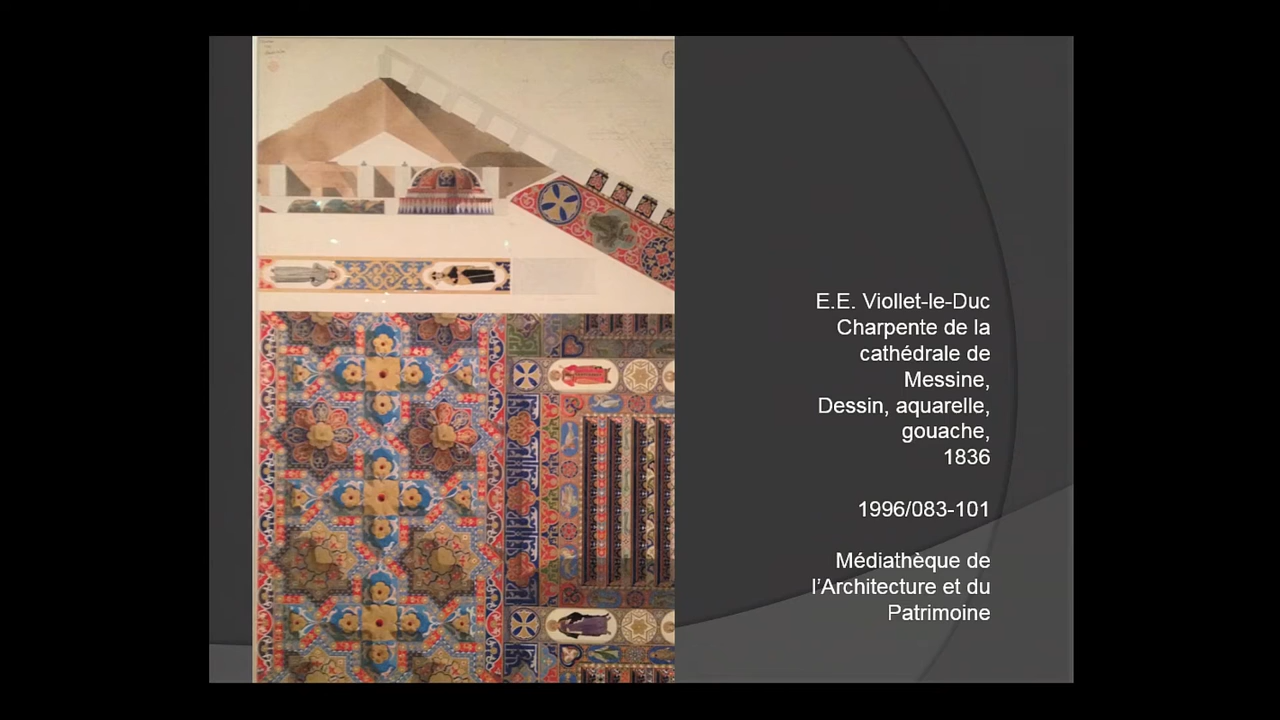 E.E. Viollet-le-Duc
Charpente de la
cathédrale de
Messine,
Dessin, aquarelle,
gouache,
1836
1996/083-101
Médiathèque de
l'Architecture et du
Patrimoine